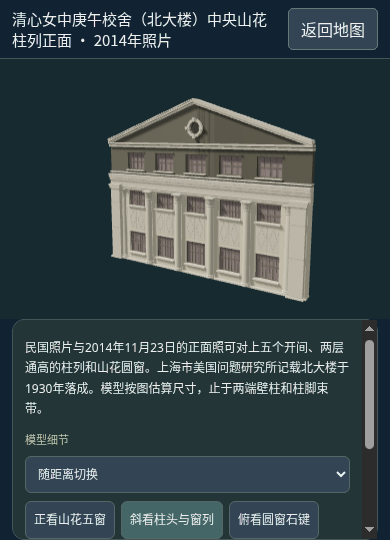 清心女中庚午校舍（北大楼）中央山花
柱列正面 · 2014年照片
返回地图
民国照片与2014年11月23日的正面照可对上五个开间、两层
通高的柱列和山花圆窗。上海市美国问题研究所记载北大楼于
1930年落成。模型按图估算尺寸，止于两端壁柱和柱脚束
带。
模型细节
随距离切换
正看山花五窗
斜看柱头与窗列
俯看圆窗石键